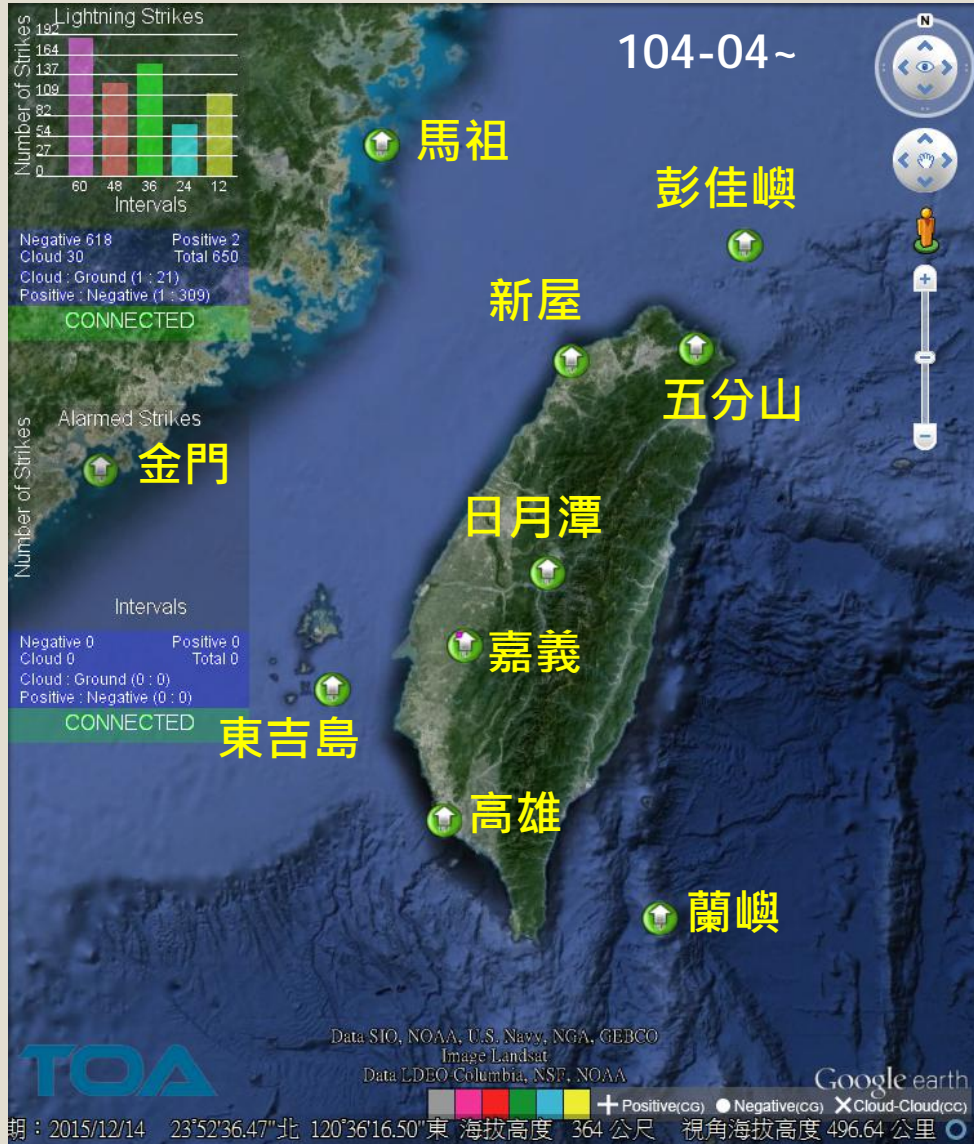 Lightning Strikes
Number of Strikes
192
164
137
109
82
54
27
0
60 48 36 24 12
Intervals
Negative 618 Positive 2
Cloud 30 Total 650
Cloud : Ground (1 : 21)
Positive : Negative (1 : 309)
CONNECTED
104-04~
N
馬祖
彭佳嶼
新屋
五分山
Alarmed Strikes
Number of Strikes
金門
日月潭
Intervals
Negative 0 Positive 0
Cloud 0 Total 0
Cloud : Ground (0 : 0)
Positive : Negative (0 : 0)
CONNECTED
嘉義
東吉島
高雄
蘭嶼
Data SIO, NOAA, U.S. Navy, NGA, GEBCO
Image Landsat
Data LDEO-Columbia, NSF, NOAA
TOA
Google earth
Positive(CG) Negative(CG) Cloud-Cloud(CC)
期：2015/12/14 23°52'36.47"北 120°36'16.50"東 海拔高度 364 公尺 視角海拔高度 496.64 公里